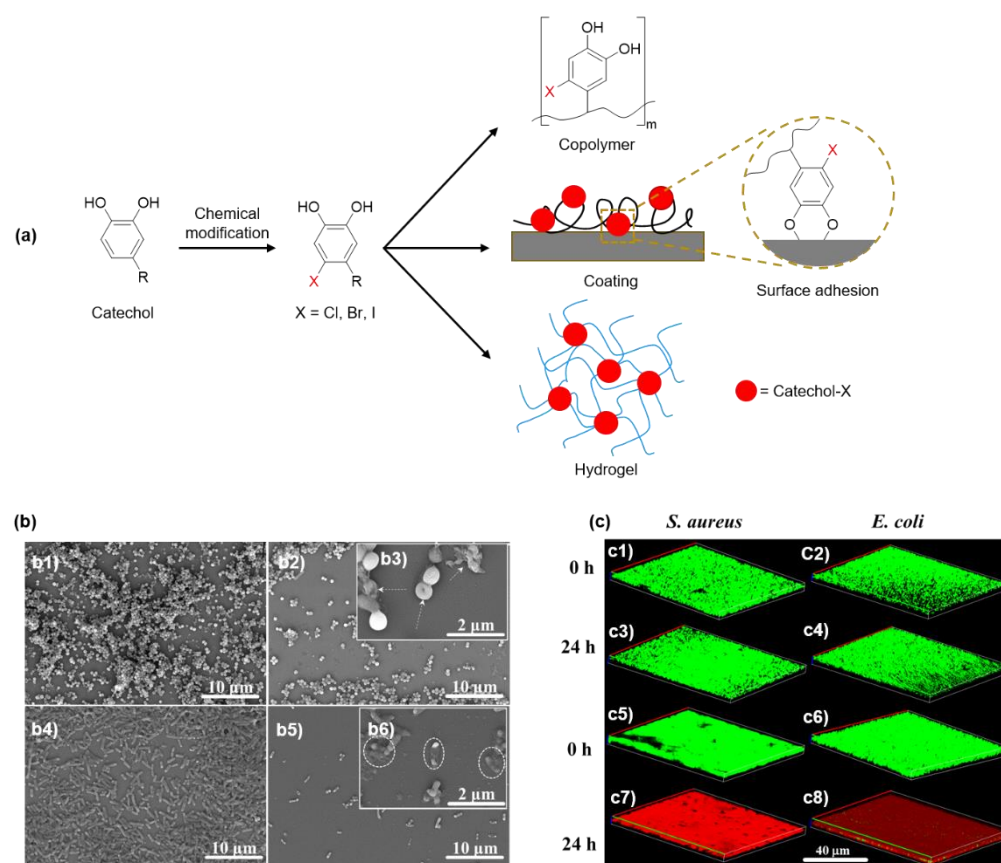 OH
OH
X
m
Copolymer
(a)
HO
OH
R
Catechol
Chemical
modification
HO
OH
X
R
X = Cl, Br, I
Coating
X
O
O
Surface adhesion
Hydrogel
= Catechol-X
(b)
b1)
10 µm
b2)
10 µm
b3)
2 µm
b4)
10 µm
b5)
10 µm
b6)
2 µm
(c)
S. aureus
E. coli
0 h
c1)
C2)
24 h
c3)
c4)
0 h
c5)
c6)
24 h
c7)
c8)
40 µm